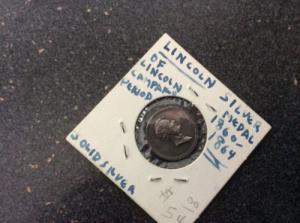 LINCOLN
SILVER
MEDAL
1860-
1864
OF
LINCOLN
CAMPAIGN
PERIOD
SOLID SILVER